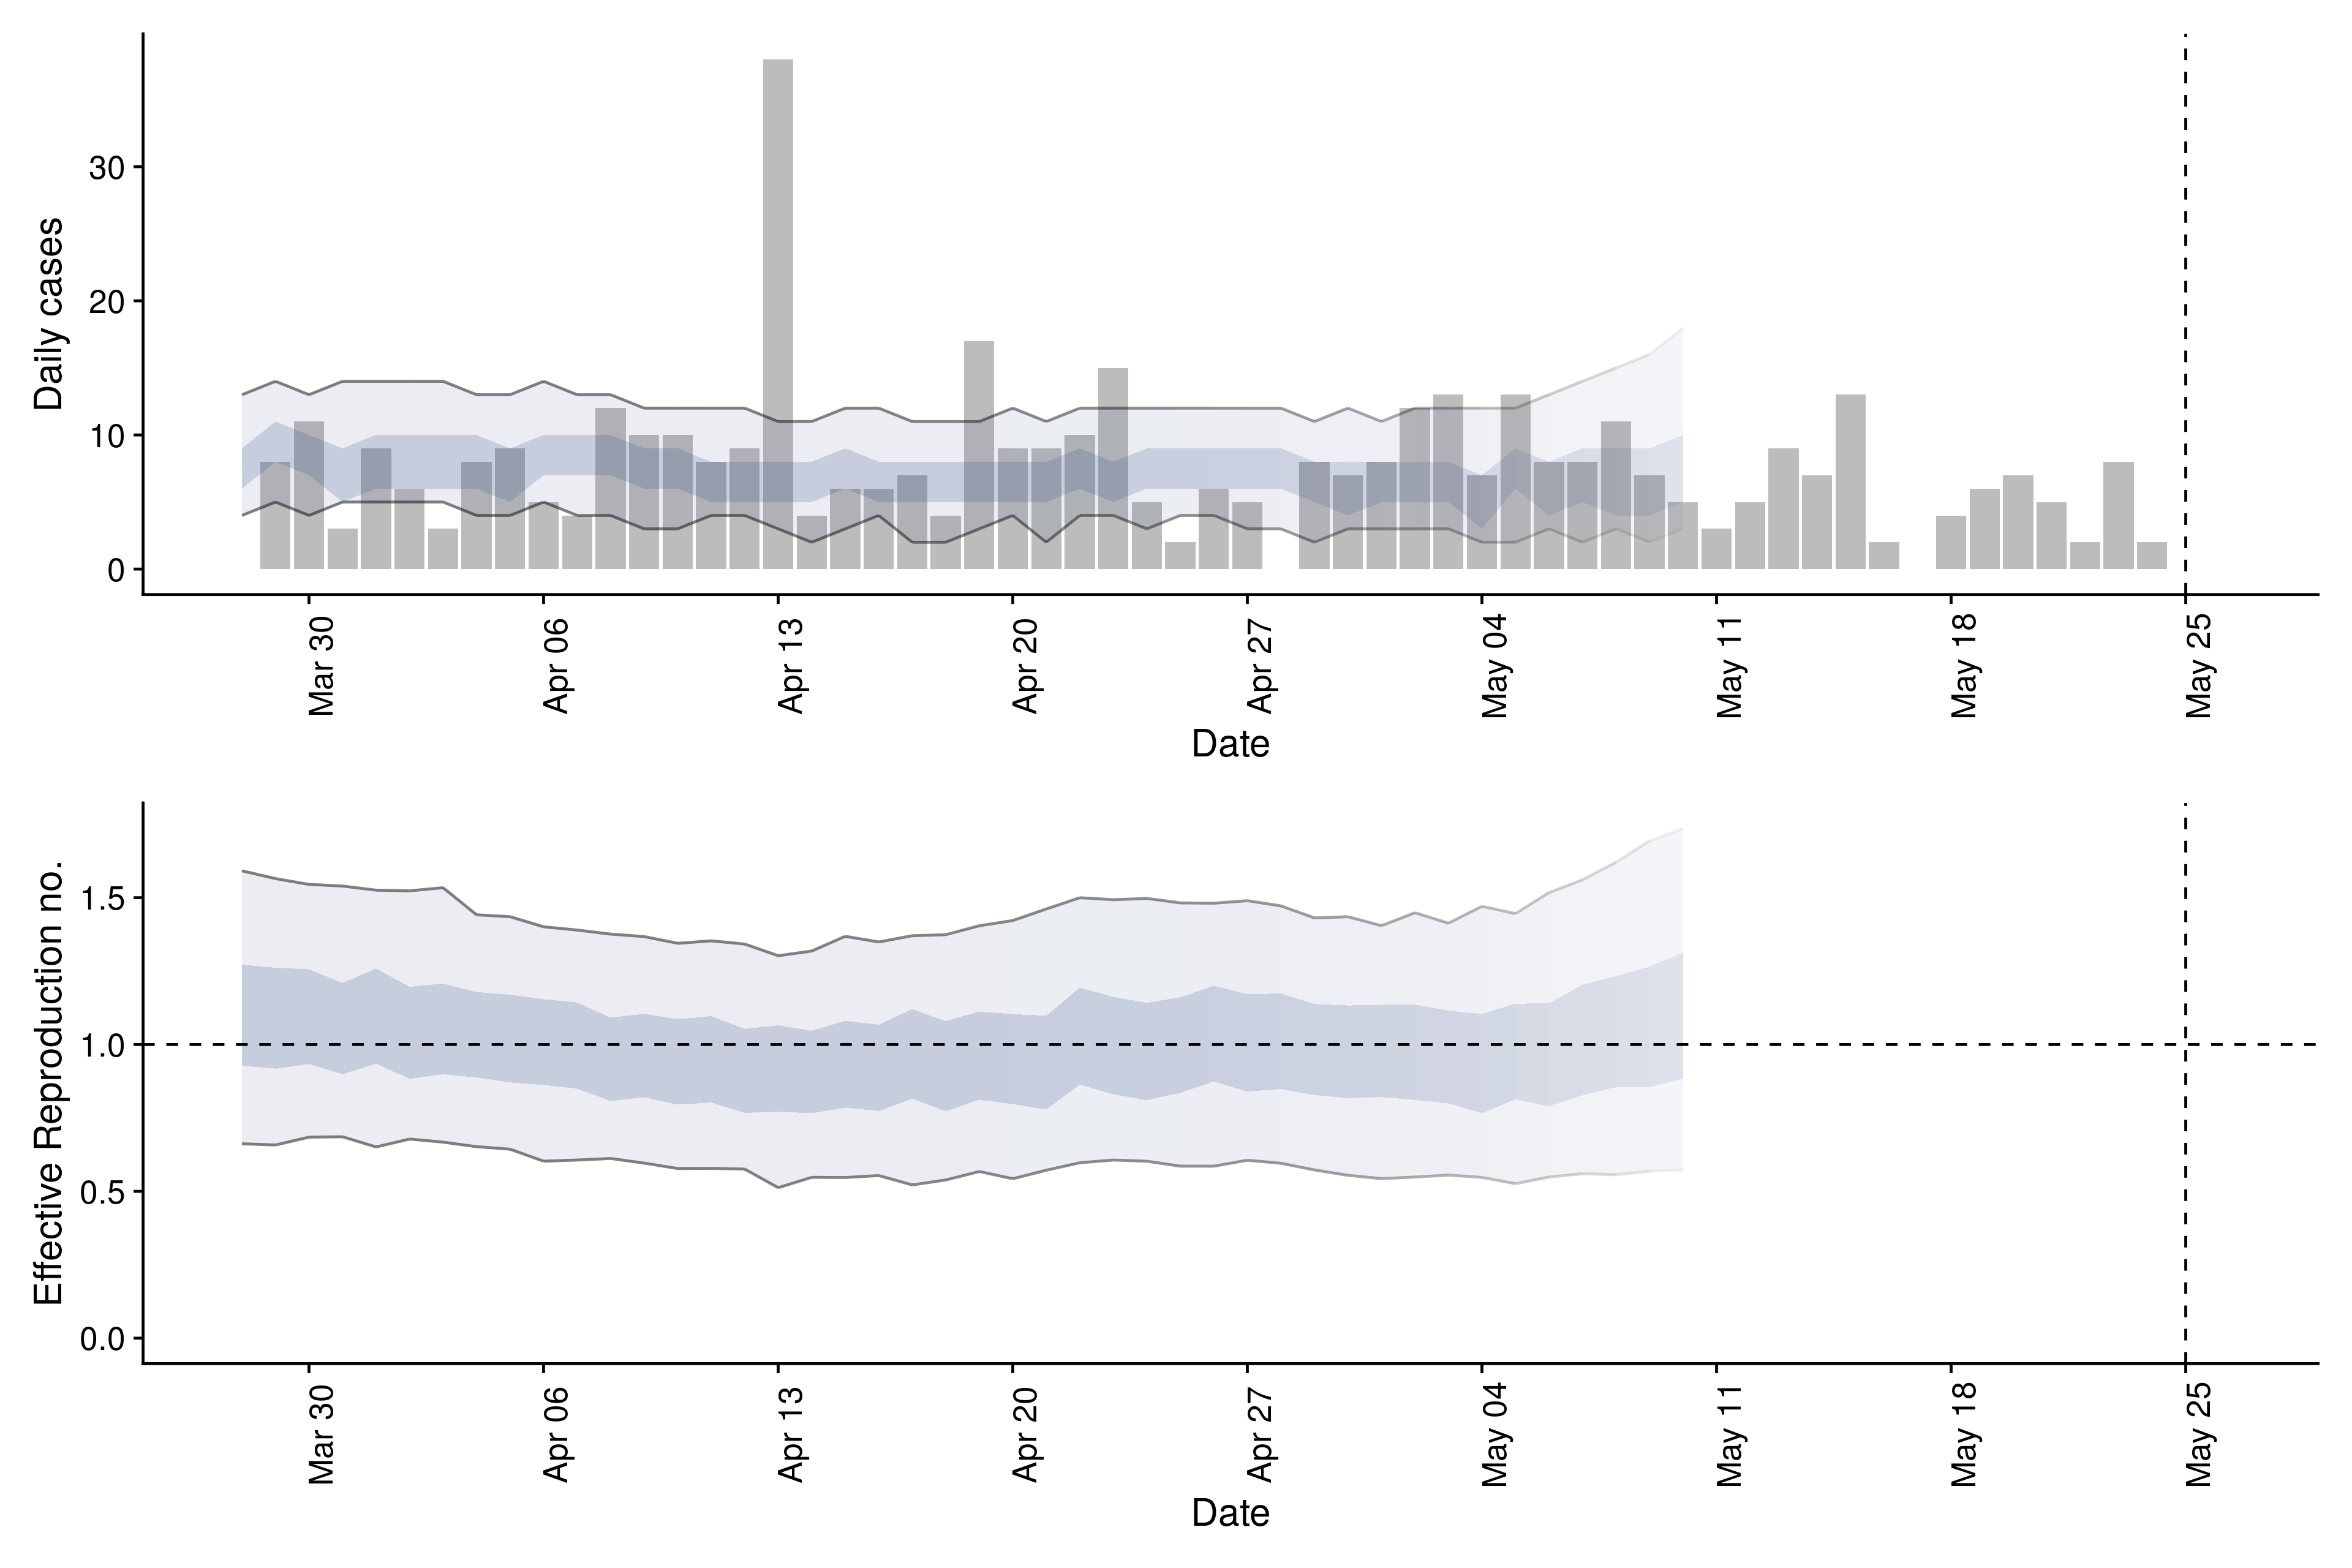 Daily cases
30
20
10
0
Mar 30
Apr 06
Apr 13
Apr 20
Apr 27
May 04
May 11
May 18
May 25
Date
Effective Reproduction no.
1.5
1.0
0.5
0.0
Mar 30
Apr 06
Apr 13
Apr 20
Apr 27
May 04
May 11
May 18
May 25
Date